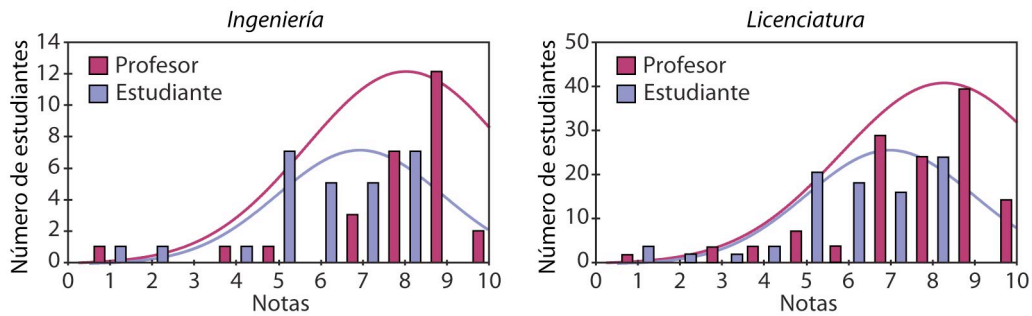 Ingeniería
Número de estudiantes
14
12
10
8
6
4
2
0
Profesor
Estudiante
0 1 2 3 4 5 6 7 8 9 10
Notas
Licenciatura
Número de estudiantes
50
40
30
20
10
0
Profesor
Estudiante
0 1 2 3 4 5 6 7 8 9 10
Notas